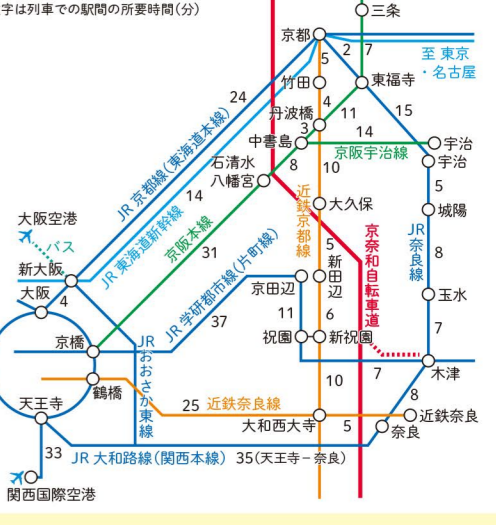 字は列車での駅間の所要時間(分)
三条
京都
2
7
至 東京
・名古屋
5
竹田
東福寺
24
4
丹波橋
11
15
3
14
中書島
宇治
京阪宇治線
宇治
石清水
八幡宮
8
10
5
JR 京都線(東海道本線)
14
JR 東海道新幹線
近鉄京都線
大久保
城陽
大阪空港
バス
京阪本線
31
5
京奈和自転車道
JR奈良線
8
新大阪
JR 学研都市線(片町線)
京田辺
新田辺
玉水
大阪
4
37
11
6
7
京橋
祝園
新祝園
JRおおさか東線
7
木津
鶴橋
10
8
25
近鉄奈良線
近鉄奈良
天王寺
大和西大寺
5
奈良
33
JR 大和路線(関西本線)
35(天王寺−奈良)
関西国際空港